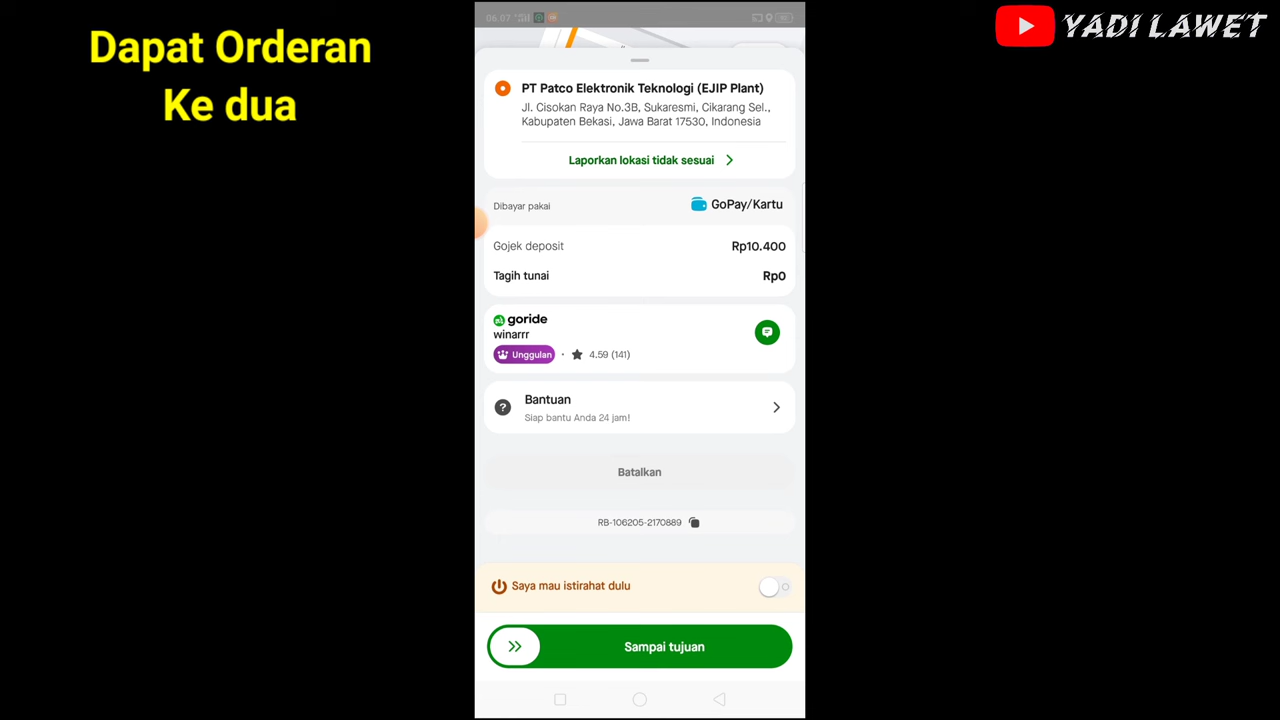 Dapat Orderan
Ke dua
YADI LAWET
06.07
PT Patco Elektronik Teknologi (EJIP Plant)
Jl. Cisokan Raya No.3B, Sukaresmi, Cikarang Sel.,
Kabupaten Bekasi, Jawa Barat 17530, Indonesia
Laporkan lokasi tidak sesuai
Dibayar pakai
GoPay/Kartu
Gojek deposit
Rp10.400
Tagih tunai
Rp0
goride
winarrr
Unggulan · 4.59 (141)
Bantuan
Siap bantu Anda 24 jam!
Batalkan
RB-106205-2170889
Saya mau istirahat dulu
Sampai tujuan